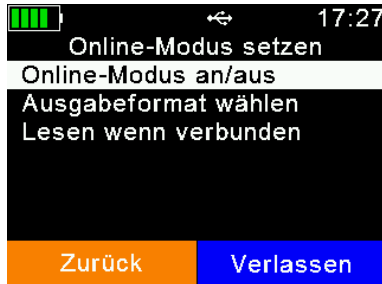 17:27
Online-Modus setzen
Online-Modus an/aus
Ausgabeformat wählen
Lesen wenn verbunden
Zurück Verlassen